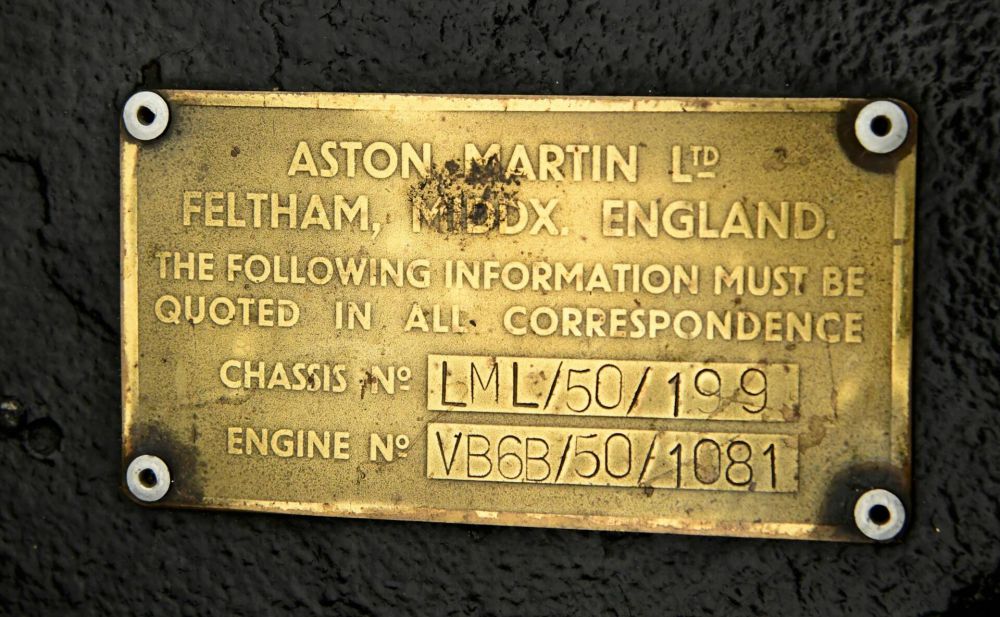 ASTON MARTIN LTD
FELTHAM, MIDDX. ENGLAND.
THE FOLLOWING INFORMATION MUST BE
QUOTED IN ALL CORRESPONDENCE
CHASSIS Nº LML/50/199
ENGINE Nº VB6B/50/1081